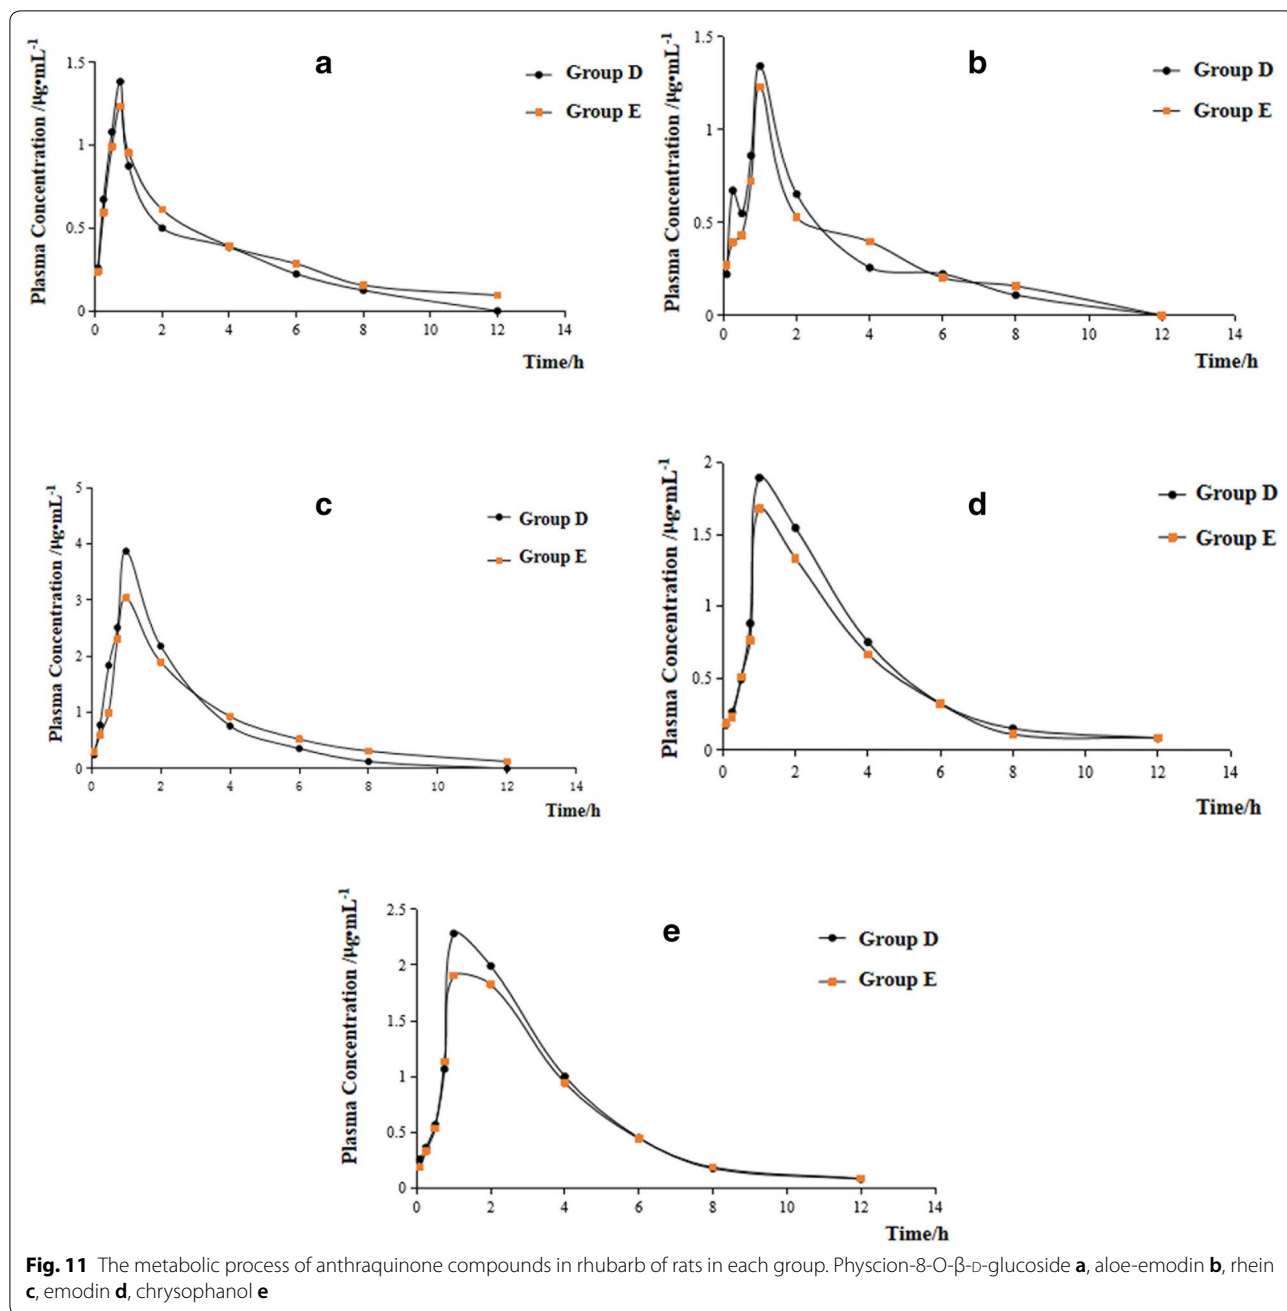 a
Group D
Group E
Plasma Concentration /μg•mL-1
1.5
1
0.5
0
0 2 4 6 8 10 12 14
Time/h
b
Group D
Group E
Plasma Concentration /μg•mL-1
1.5
1
0.5
0
0 2 4 6 8 10 12 14
Time/h
c
Group D
Group E
Plasma Concentration /μg•mL-1
5
4
3
2
1
0
0 2 4 6 8 10 12 14
Time/h
d
Group D
Group E
Plasma Concentration /μg•mL-1
2
1.5
1
0.5
0
0 2 4 6 8 10 12 14
Time/h
e
Group D
Group E
Plasma Concentration /μg•mL-1
2.5
2
1.5
1
0.5
0
0 2 4 6 8 10 12 14
Time/h
Fig. 11 The metabolic process of anthraquinone compounds in rhubarb of rats in each group. Physcion-8-O-β-D-glucoside a, aloe-emodin b, rhein
c, emodin d, chrysophanol e